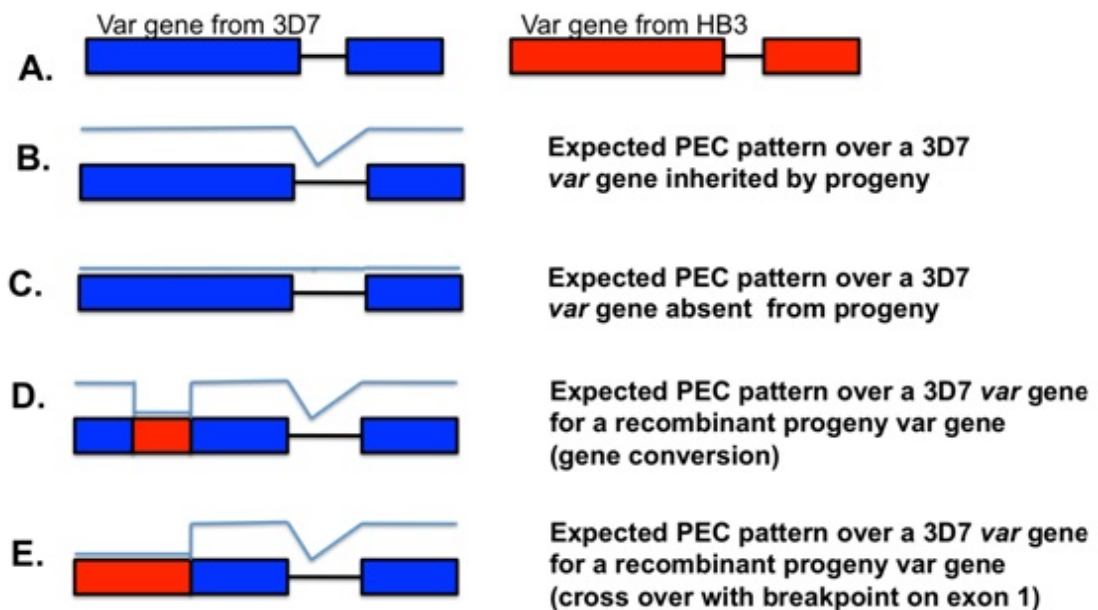 Var gene from 3D7
Var gene from HB3
A.
B.
Expected PEC pattern over a 3D7
var gene inherited by progeny
C.
Expected PEC pattern over a 3D7
var gene absent from progeny
D.
Expected PEC pattern over a 3D7 var gene
for a recombinant progeny var gene
(gene conversion)
E.
Expected PEC pattern over a 3D7 var gene
for a recombinant progeny var gene
(cross over with breakpoint on exon 1)